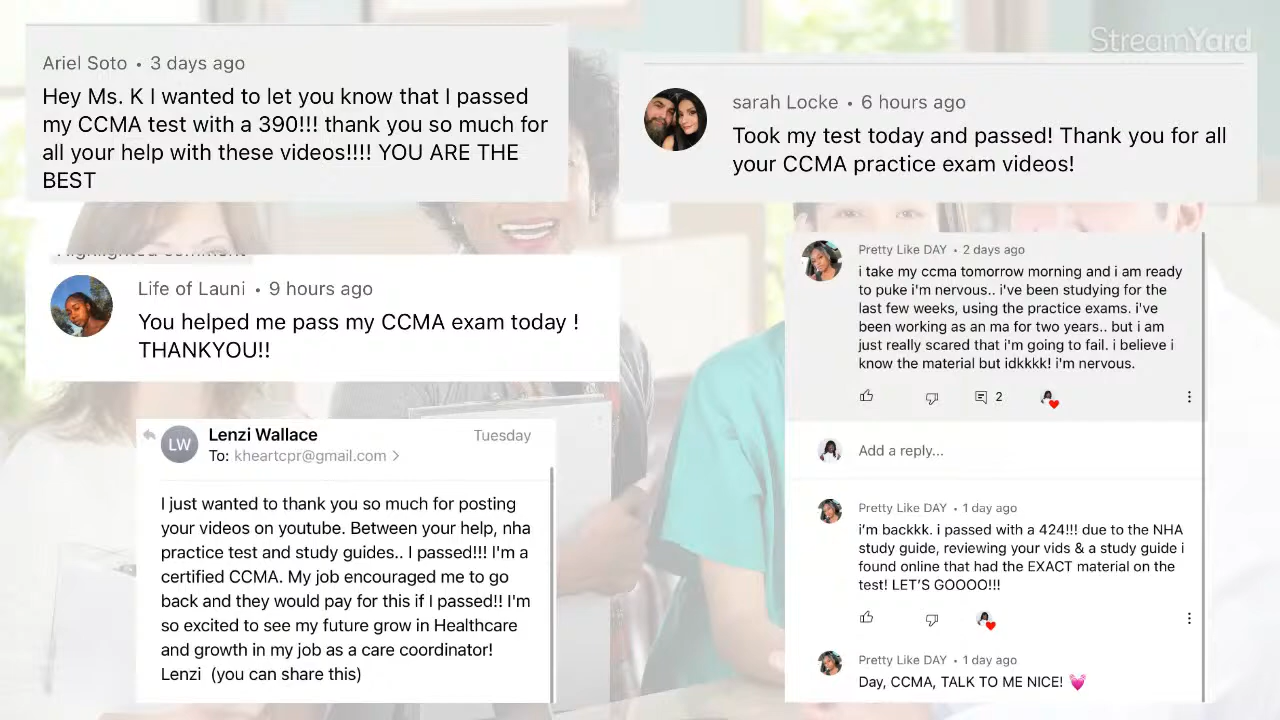 StreamYard
Ariel Soto • 3 days ago
Hey Ms. K I wanted to let you know that I passed
my CCMA test with a 390!!! thank you so much for
all your help with these videos!!!! YOU ARE THE
BEST
sarah Locke • 6 hours ago
Took my test today and passed! Thank you for all
your CCMA practice exam videos!
Highlighted comment
Life of Launi • 9 hours ago
You helped me pass my CCMA exam today !
THANKYOU!!
LW
Lenzi Wallace
Tuesday
To: kheartcpr@gmail.com >
I just wanted to thank you so much for posting
your videos on youtube. Between your help, nha
practice test and study guides.. I passed!!! I'm a
certified CCMA. My job encouraged me to go
back and they would pay for this if I passed!! I'm
so excited to see my future grow in Healthcare
and growth in my job as a care coordinator!
Lenzi (you can share this)
Pretty Like DAY • 2 days ago
i take my ccma tomorrow morning and i am ready
to puke i'm nervous.. i've been studying for the
last few weeks, using the practice exams. i've
been working as an ma for two years.. but i am
just really scared that i'm going to fail. i believe i
know the material but idkkkk! i'm nervous.
2
Add a reply...
Pretty Like DAY • 1 day ago
i'm backkk. i passed with a 424!!! due to the NHA
study guide, reviewing your vids & a study guide i
found online that had the EXACT material on the
test! LET'S GOOOO!!!
Pretty Like DAY • 1 day ago
Day, CCMA, TALK TO ME NICE! 💓